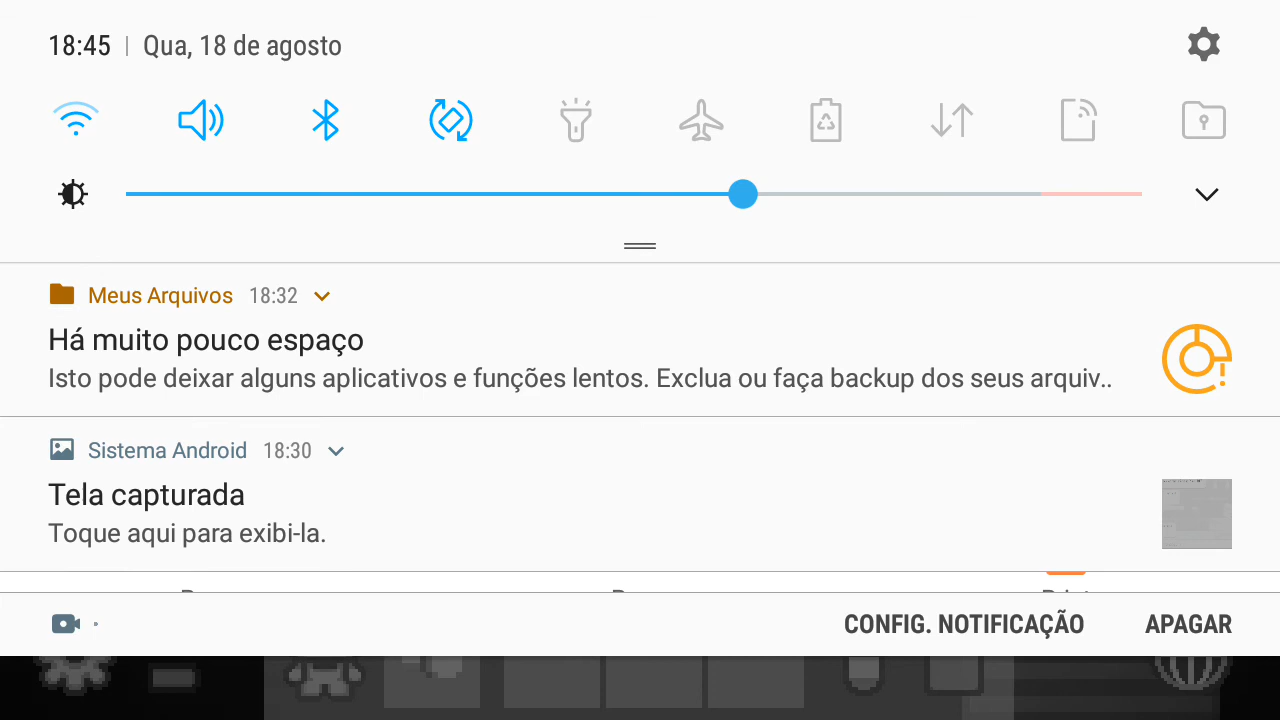 18:45 | Qua, 18 de agosto
Meus Arquivos 18:32
Há muito pouco espaço
Isto pode deixar alguns aplicativos e funções lentos. Exclua ou faça backup dos seus arquiv..
Sistema Android 18:30
Tela capturada
Toque aqui para exibi-la.
CONFIG. NOTIFICAÇÃO APAGAR